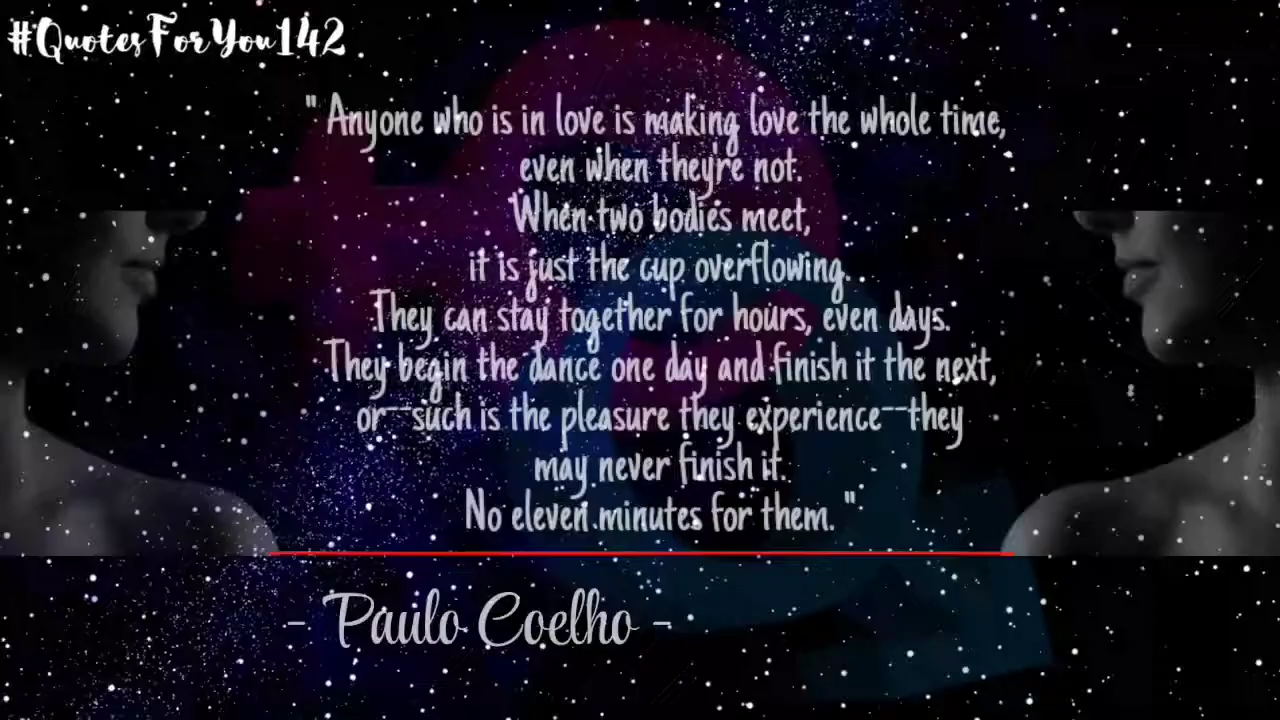 #QuotesForYou142
" Anyone who is in love is making love the whole time,
even when they're not.
When two bodies meet,
it is just the cup overflowing.
They can stay together for hours, even days.
They begin the dance one day and finish it the next,
or--such is the pleasure they experience--they
may never finish it.
No eleven minutes for them. "
- Paulo Coelho -